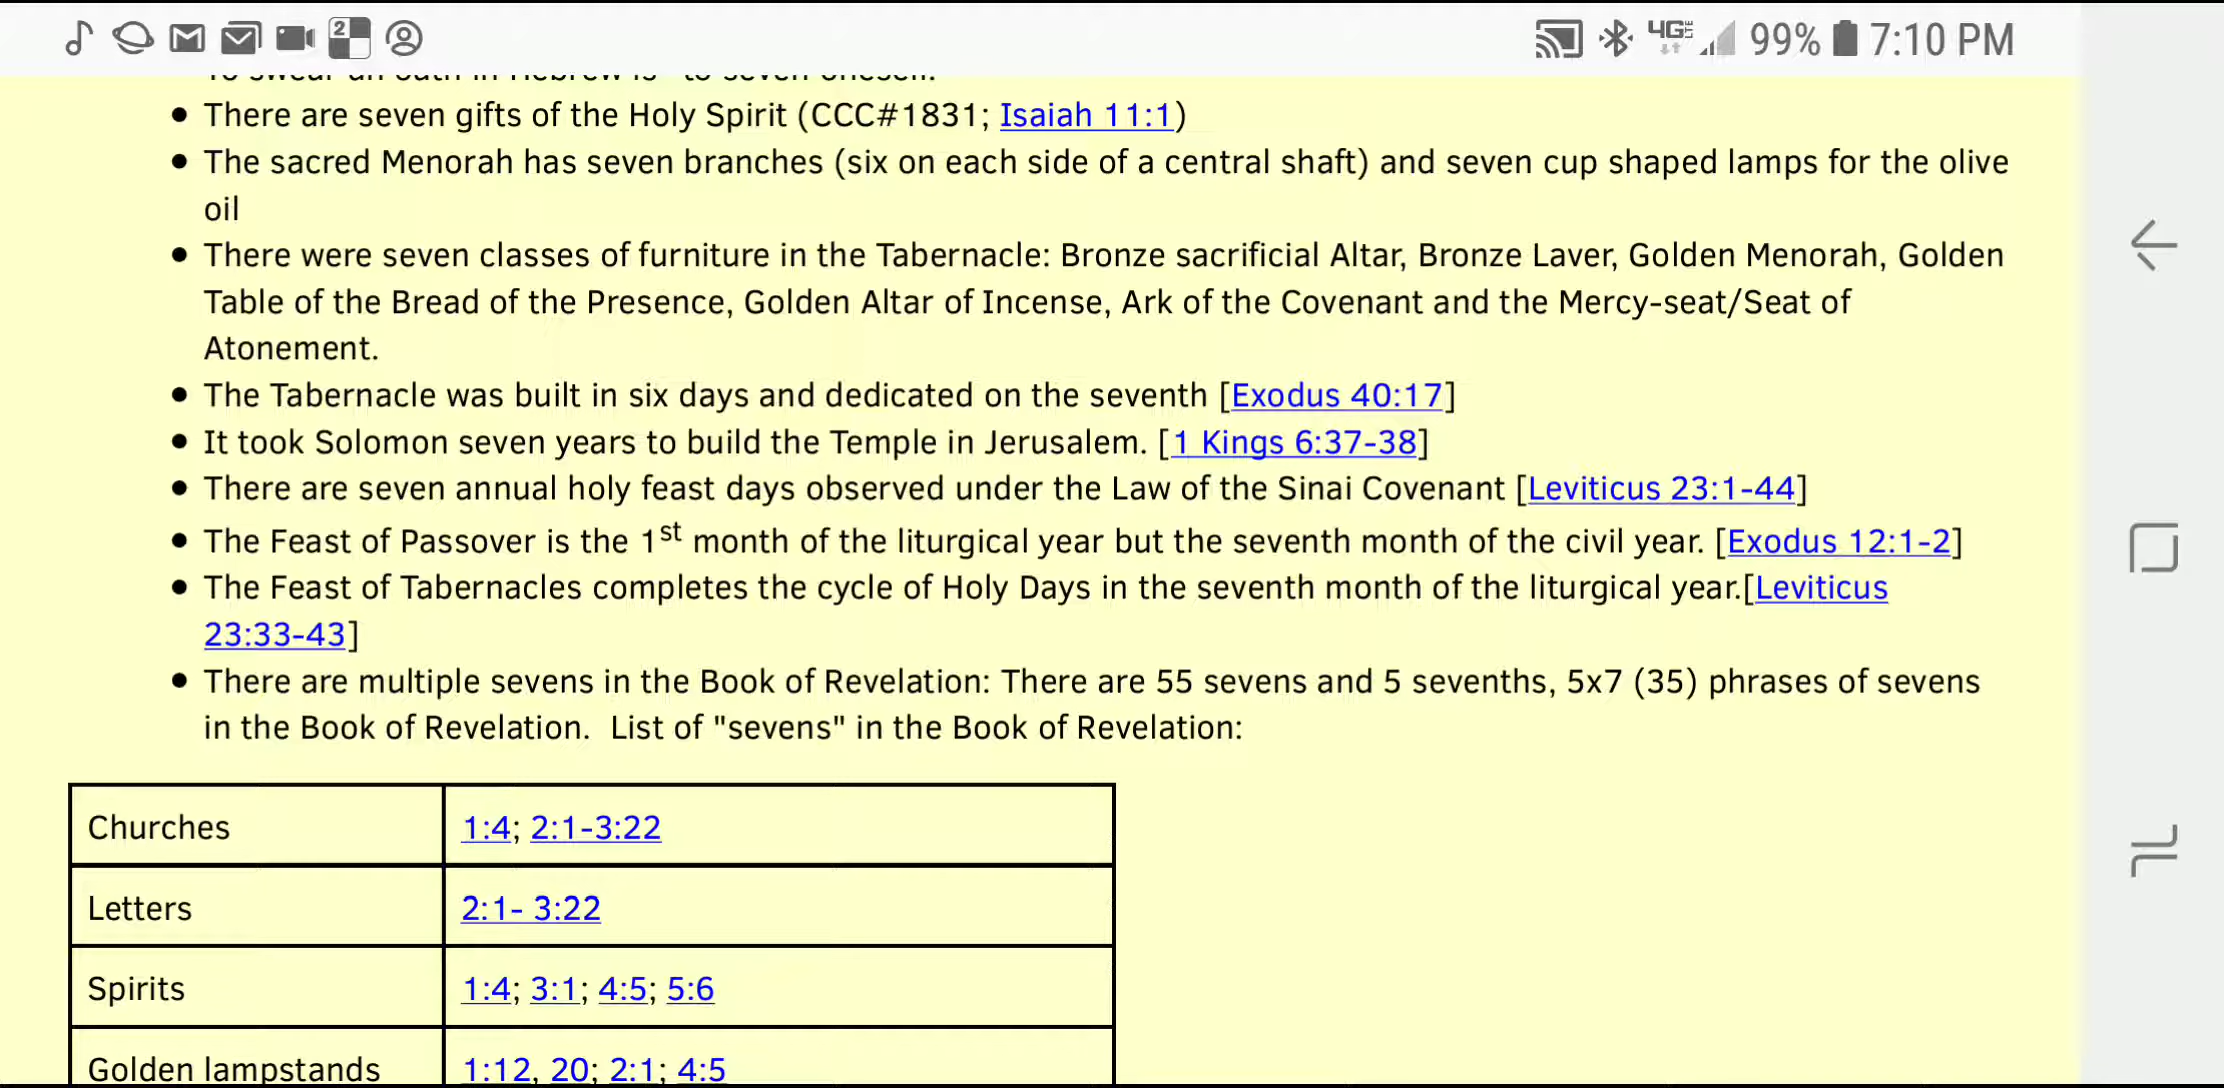 2
4G
99% 7:10 PM
To swear an oath in Hebrew is "to seven oneself.
• There are seven gifts of the Holy Spirit (CCC#1831; Isaiah 11:1)
• The sacred Menorah has seven branches (six on each side of a central shaft) and seven cup shaped lamps for the olive
oil
• There were seven classes of furniture in the Tabernacle: Bronze sacrificial Altar, Bronze Laver, Golden Menorah, Golden
Table of the Bread of the Presence, Golden Altar of Incense, Ark of the Covenant and the Mercy-seat/Seat of
Atonement.
• The Tabernacle was built in six days and dedicated on the seventh [Exodus 40:17]
• It took Solomon seven years to build the Temple in Jerusalem. [1 Kings 6:37-38]
• There are seven annual holy feast days observed under the Law of the Sinai Covenant [Leviticus 23:1-44]
• The Feast of Passover is the 1st month of the liturgical year but the seventh month of the civil year. [Exodus 12:1-2]
• The Feast of Tabernacles completes the cycle of Holy Days in the seventh month of the liturgical year.[Leviticus
23:33-43]
• There are multiple sevens in the Book of Revelation: There are 55 sevens and 5 sevenths, 5x7 (35) phrases of sevens
in the Book of Revelation.  List of "sevens" in the Book of Revelation:
Churches 1:4; 2:1-3:22
Letters 2:1- 3:22
Spirits 1:4; 3:1; 4:5; 5:6
Golden lampstands 1:12, 20; 2:1; 4:5